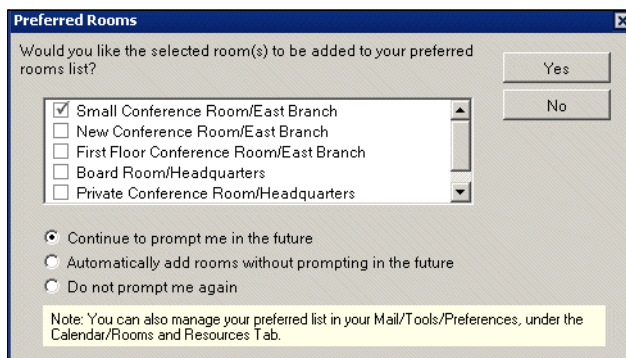 Preferred Rooms
Would you like the selected room(s) to be added to your preferred
rooms list?
Yes
No
Small Conference Room/East Branch
New Conference Room/East Branch
First Floor Conference Room/East Branch
Board Room/Headquarters
Private Conference Room/Headquarters
Continue to prompt me in the future
Automatically add rooms without prompting in the future
Do not prompt me again
Note: You can also manage your preferred list in your Mail/Tools/Preferences, under the
Calendar/Rooms and Resources Tab.